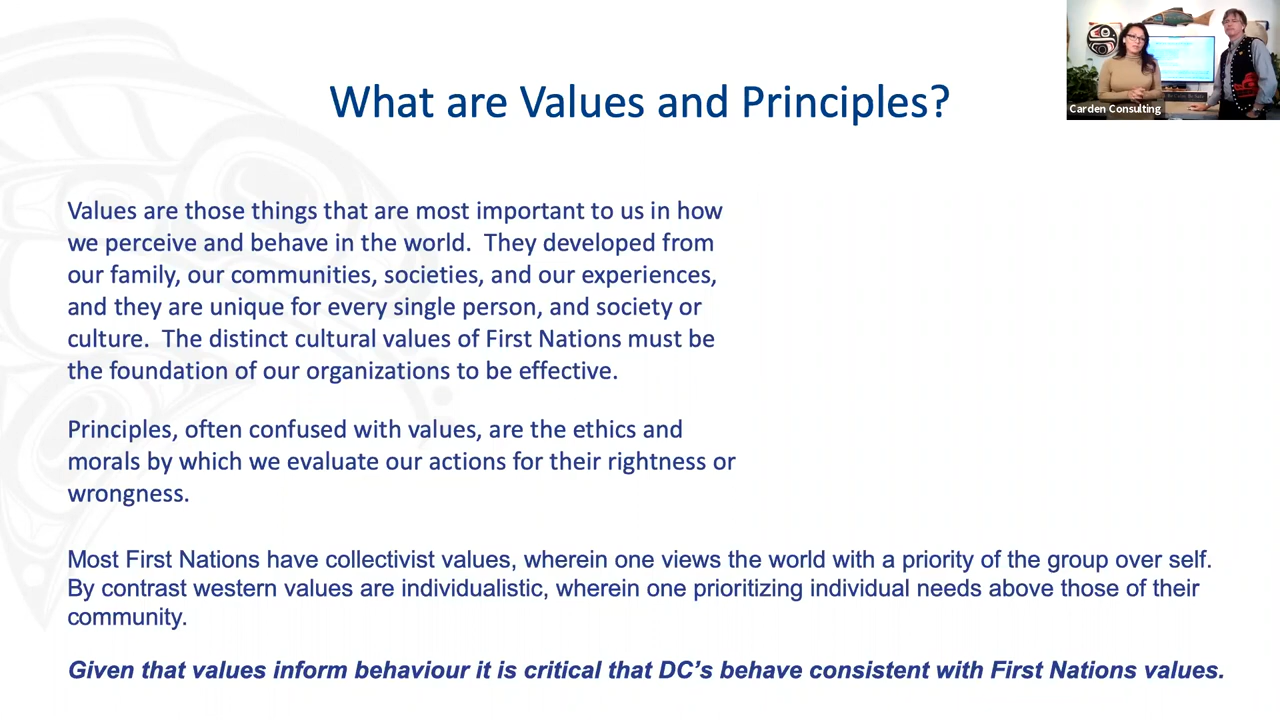 What are Values and Principles?
Carden Consulting
Values are those things that are most important to us in how
we perceive and behave in the world.  They developed from
our family, our communities, societies, and our experiences,
and they are unique for every single person, and society or
culture.  The distinct cultural values of First Nations must be
the foundation of our organizations to be effective.
Principles, often confused with values, are the ethics and
morals by which we evaluate our actions for their rightness or
wrongness.
Most First Nations have collectivist values, wherein one views the world with a priority of the group over self.
By contrast western values are individualistic, wherein one prioritizing individual needs above those of their
community.
Given that values inform behaviour it is critical that DC’s behave consistent with First Nations values.